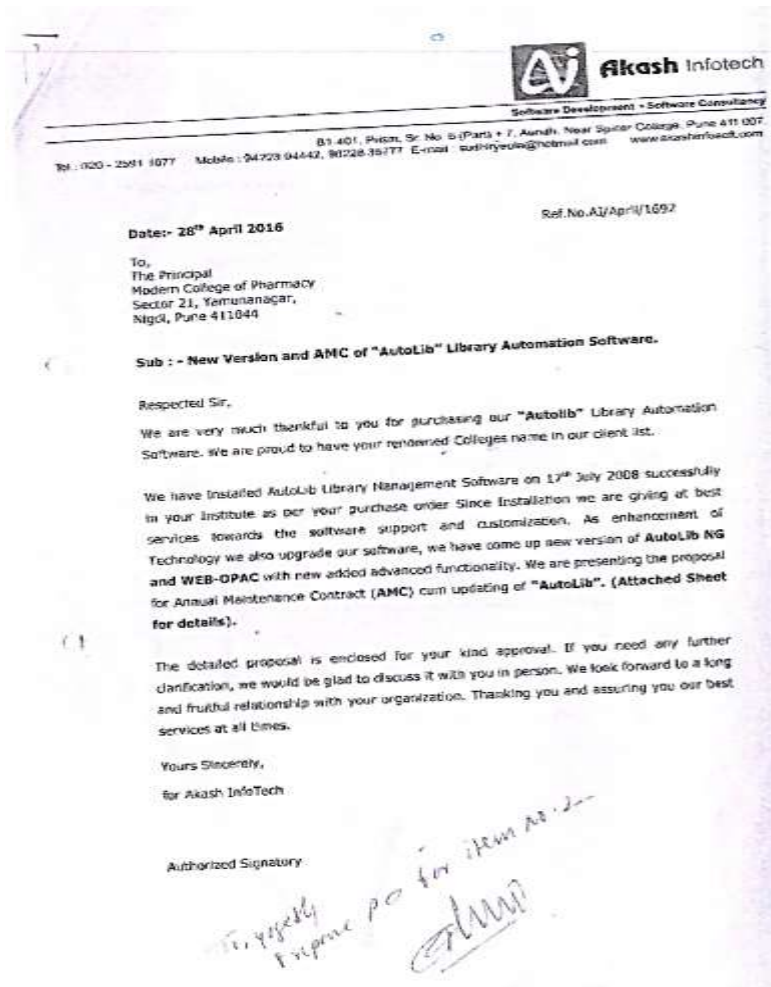 Akash Infotech
Software Development • Software Consultancy
B1-401, Prism, Sr. No. 6 (Part) + 7, Aundh, Near Spicer College, Pune 411 007.
Tel : 020 - 2591 1077 Mobile : 94223 04442, E-mail :
Date:- 28th April 2016
Ref.No.AI/April/1692
To,
The Principal
Modern College of Pharmacy
Sector 21, Yamunanagar,
Nigdi, Pune 411044
Sub : - New Version and AMC of "AutoLib" Library Automation Software.
Respected Sir,
We are very much thankful to you for purchasing our "Autolib" Library Automation
Software. We are proud to have your renowned Colleges name in our client list.
We have Installed AutoLib Library Management Software on 17th July 2008 successfully
in your Institute as per your purchase order Since Installation we are giving at best
services towards the software support and customization. As enhancement of
Technology we also upgrade our software, we have come up new version of AutoLib NG
and WEB-OPAC with new added advanced functionality. We are presenting the proposal
for Annual Maintenance Contract (AMC) cum updating of "AutoLib". (Attached Sheet
for details).
The detailed proposal is enclosed for your kind approval. If you need any further
clarification, we would be glad to discuss it with you in person. We look forward to a long
and fruitful relationship with your organization. Thanking you and assuring you our best
services at all times.
Yours Sincerely,
for Akash InfoTech
Authorized Signatory
Prepare PO for item no. 2